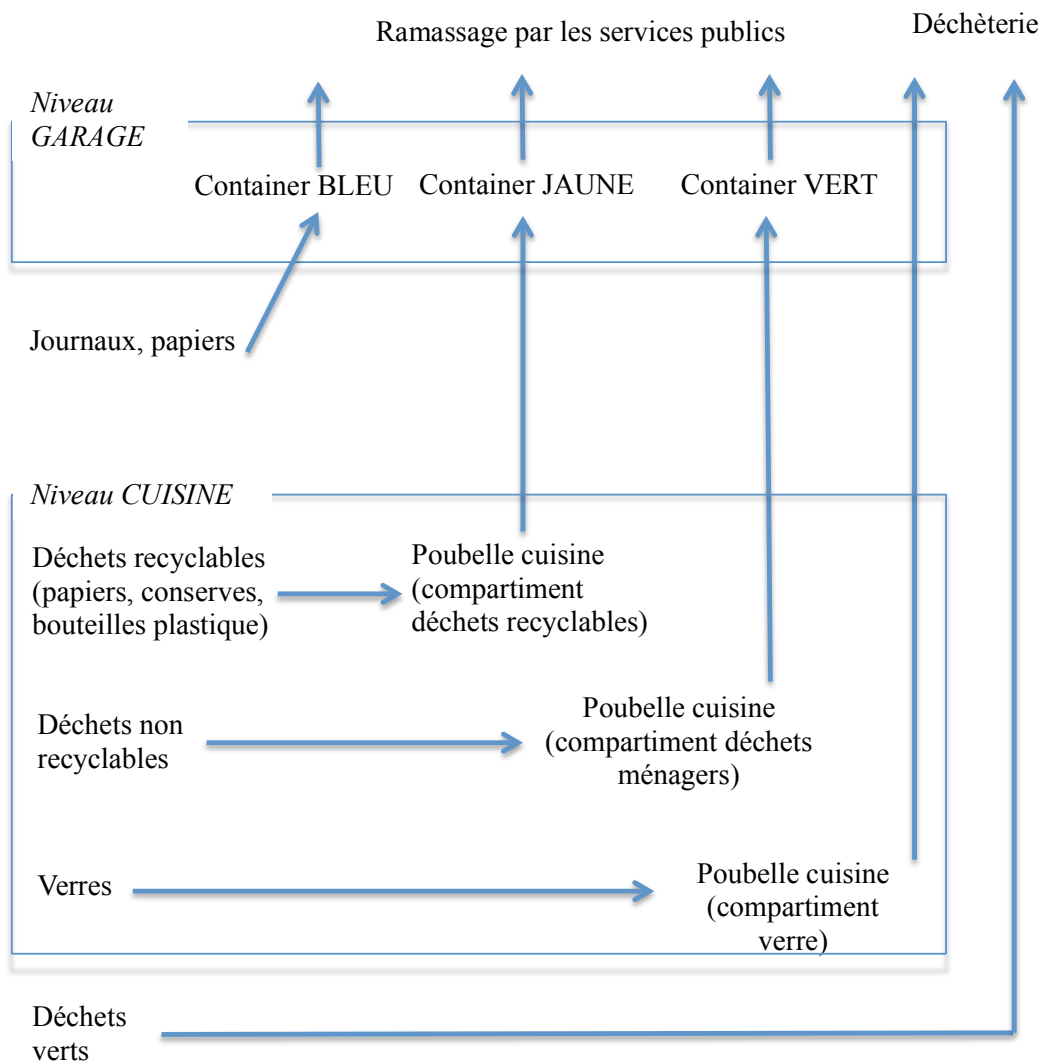 Ramassage par les services publics
Déchèterie
Niveau
GARAGE
Container BLEU
Container JAUNE
Container VERT
Journaux, papiers
Niveau CUISINE
Déchets recyclables
(papiers, conserves,
bouteilles plastique)
Poubelle cuisine
(compartiment
déchets recyclables)
Déchets non
recyclables
Poubelle cuisine
(compartiment déchets
ménagers)
Verres
Poubelle cuisine
(compartiment
verre)
Déchets
verts